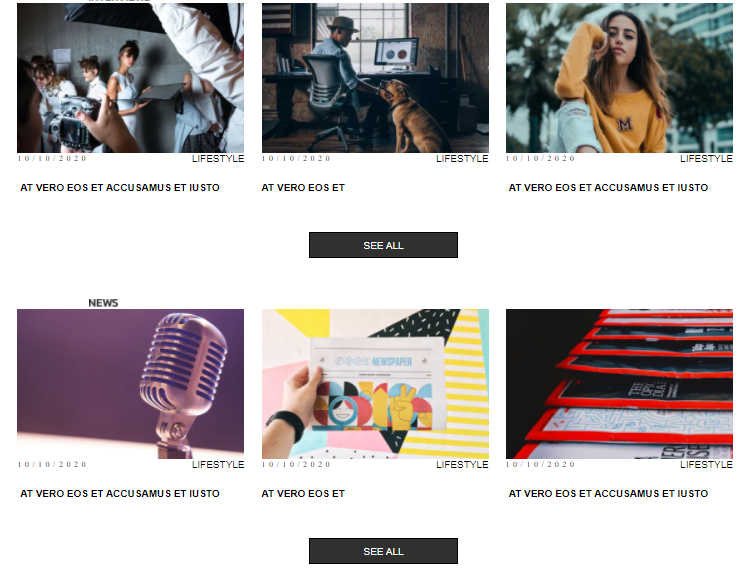 10/10/2020 LIFESTYLE 10/10/2020 LIFESTYLE 10/10/2020 LIFESTYLE
AT VERO EOS ET ACCUSAMUS ET IUSTO AT VERO EOS ET AT VERO EOS ET ACCUSAMUS ET IUSTO
SEE ALL
NEWS
NEWSPAPER
10/10/2020 LIFESTYLE 10/10/2020 LIFESTYLE 10/10/2020 LIFESTYLE
AT VERO EOS ET ACCUSAMUS ET IUSTO AT VERO EOS ET AT VERO EOS ET ACCUSAMUS ET IUSTO
SEE ALL